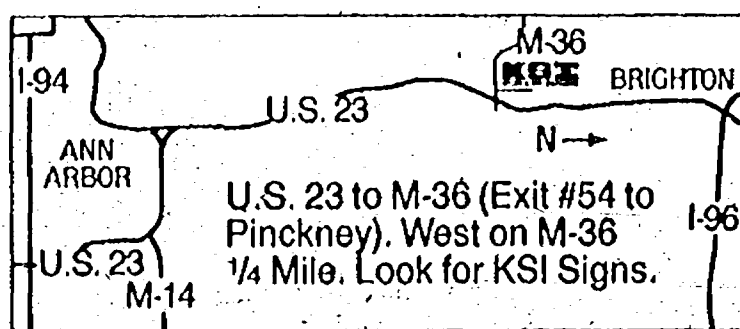 M-36
I-94
KSI
BRIGHTON
U.S. 23
ANN
ARBOR
N
U.S. 23 to M-36 (Exit #54 to
Pinckney). West on M-36
1/4 Mile. Look for KSI Signs.
I-96
U.S. 23
M-14